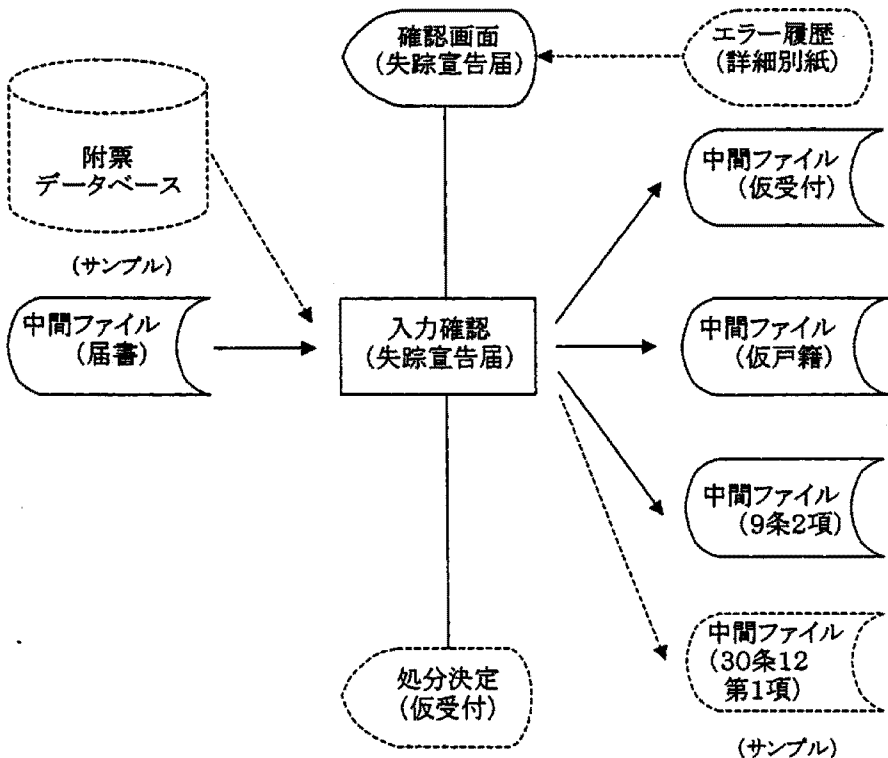 確認画面
(失踪宣告届)
エラー履歴
(詳細別紙)
附票
データベース
(サンプル)
中間ファイル
(仮受付)
中間ファイル
(届書)
入力確認
(失踪宣告届)
中間ファイル
(仮戸籍)
中間ファイル
(9条2項)
処分決定
(仮受付)
中間ファイル
(30条12
第1項)
(サンプル)